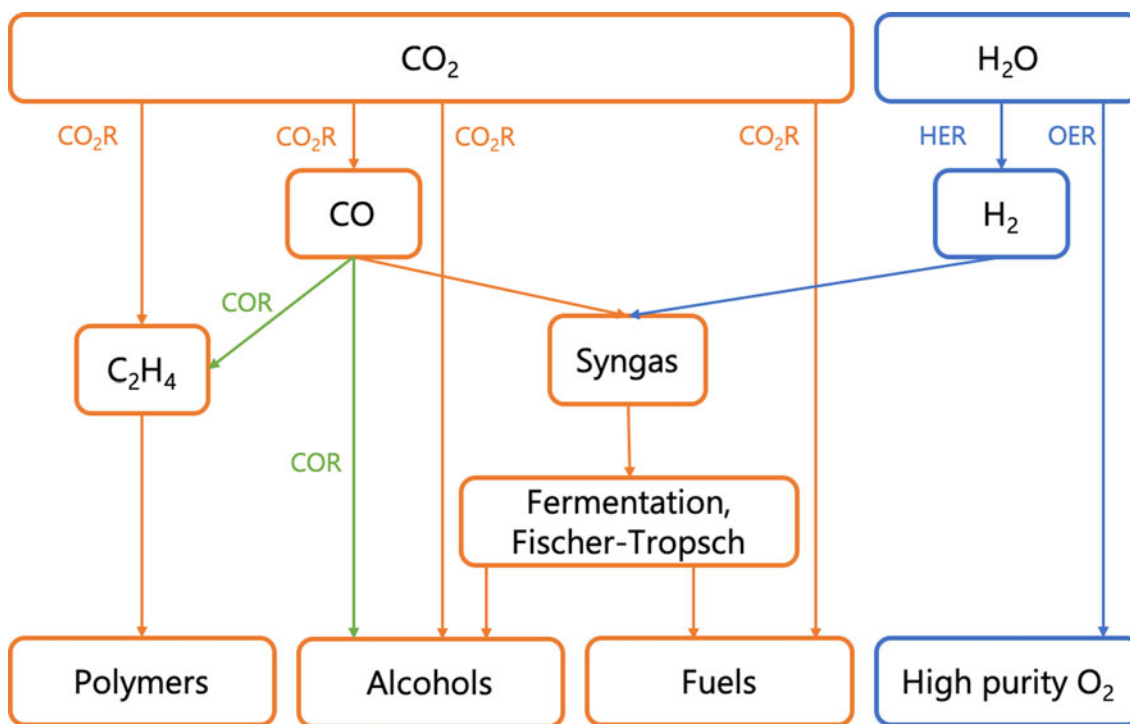 CO₂
H₂O
CO₂R
CO₂R
CO₂R
CO₂R
HER
OER
CO
H₂
COR
C₂H₄
Syngas
COR
Fermentation,
Fischer-Tropsch
Polymers
Alcohols
Fuels
High purity O₂